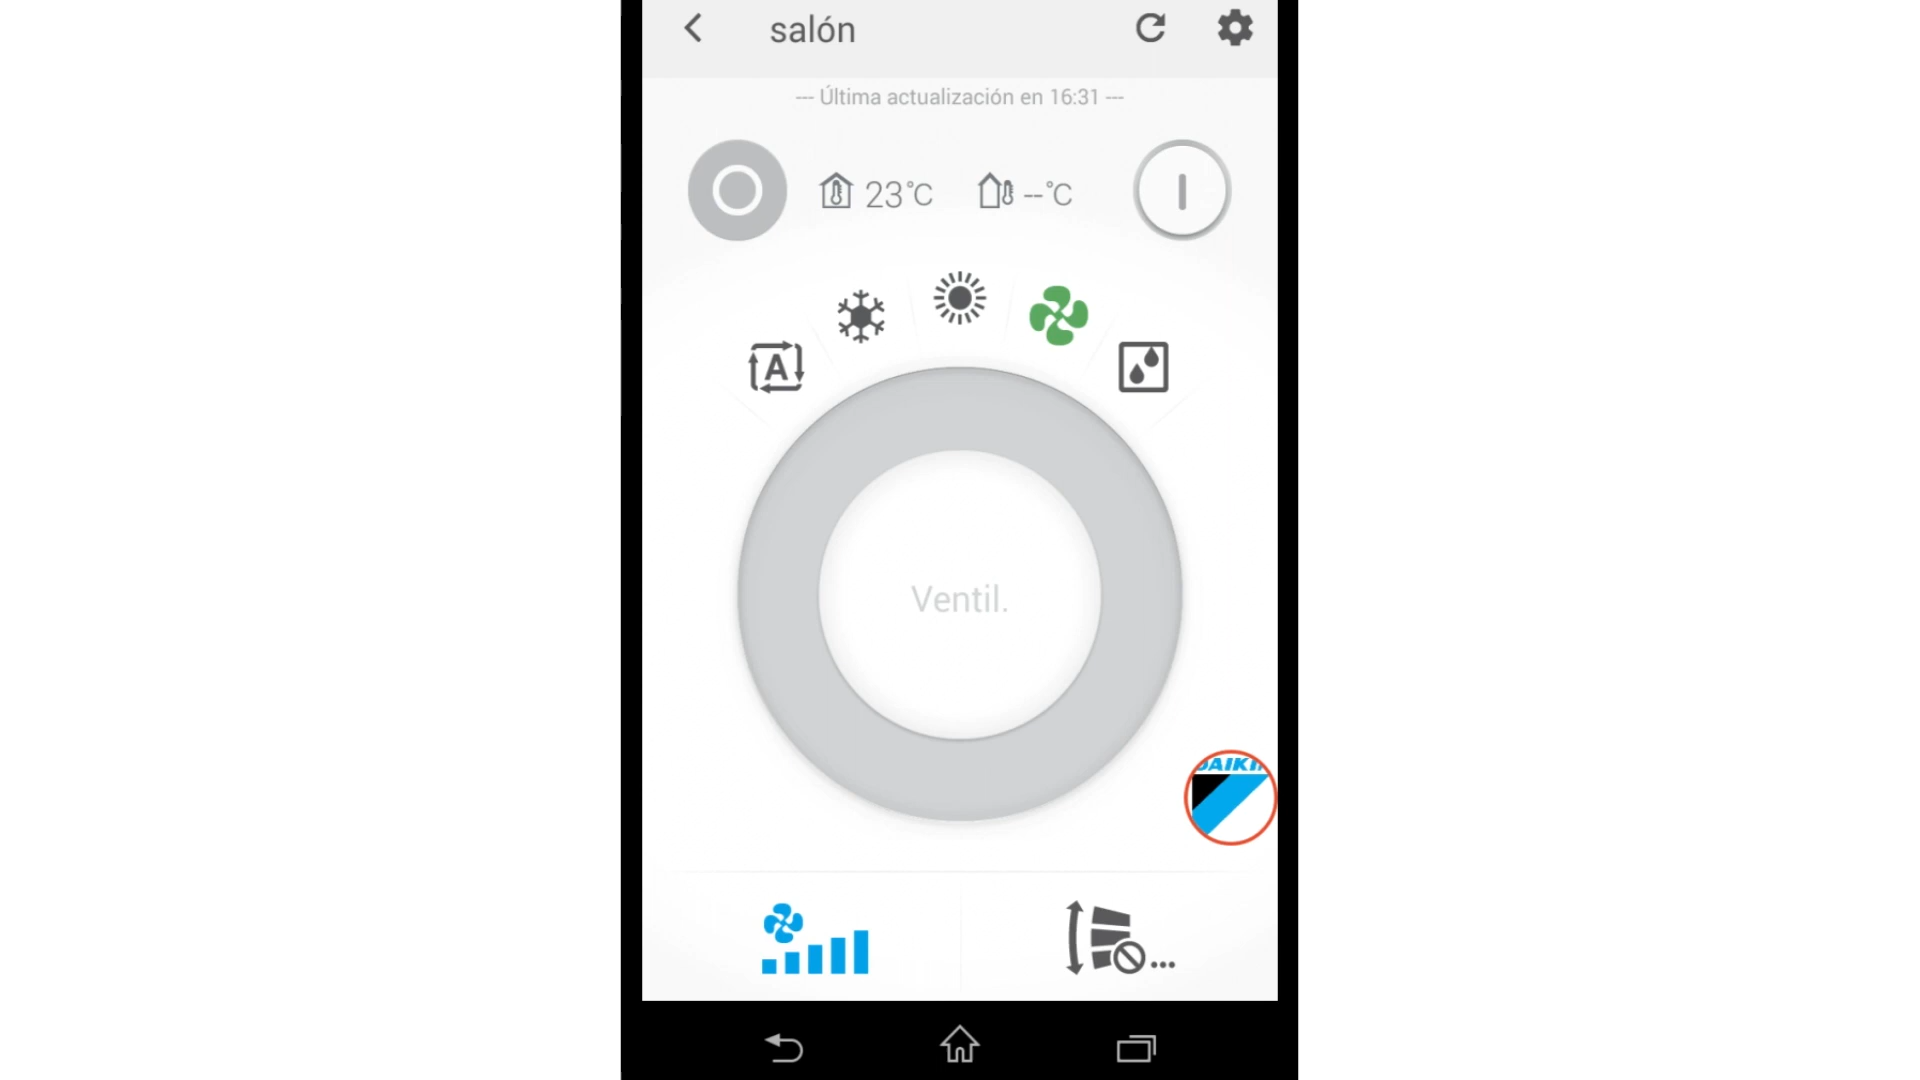 salón
--- Última actualización en 16:31 ---
23°C --°C
A
Ventil.
DAIKIN
...